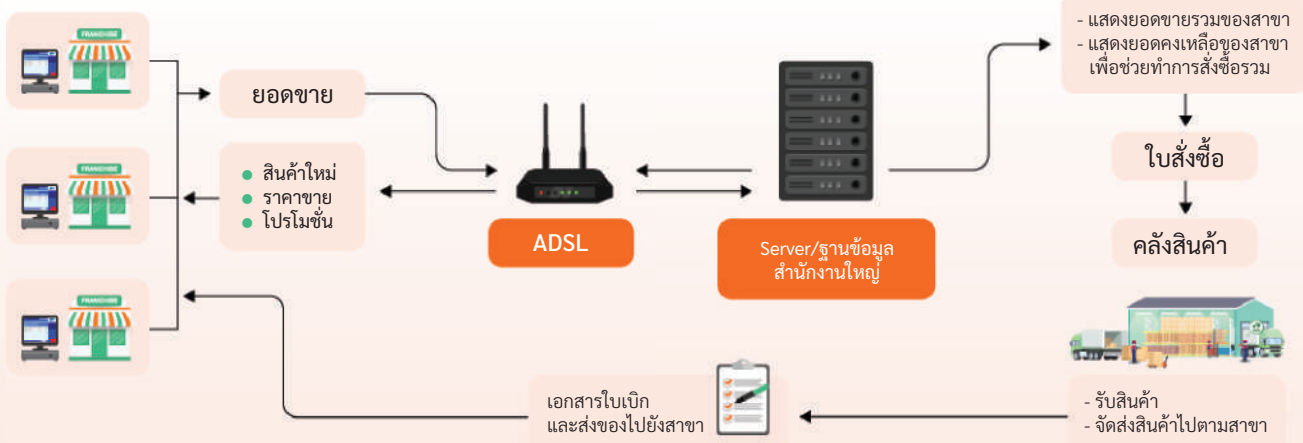 FRANCHISE
FRANCHISE
FRANCHISE
ยอดขาย
สินค้าใหม่
ราคาขาย
โปรโมชั่น
ADSL
Server/ฐานข้อมูล
สำนักงานใหญ่
- แสดงยอดขายรวมของสาขา
- แสดงยอดคงเหลือของสาขา
เพื่อช่วยทำการสั่งซื้อรวม
ใบสั่งซื้อ
คลังสินค้า
- รับสินค้า
- จัดส่งสินค้าไปตามสาขา
เอกสารใบเบิก
และส่งของไปยังสาขา